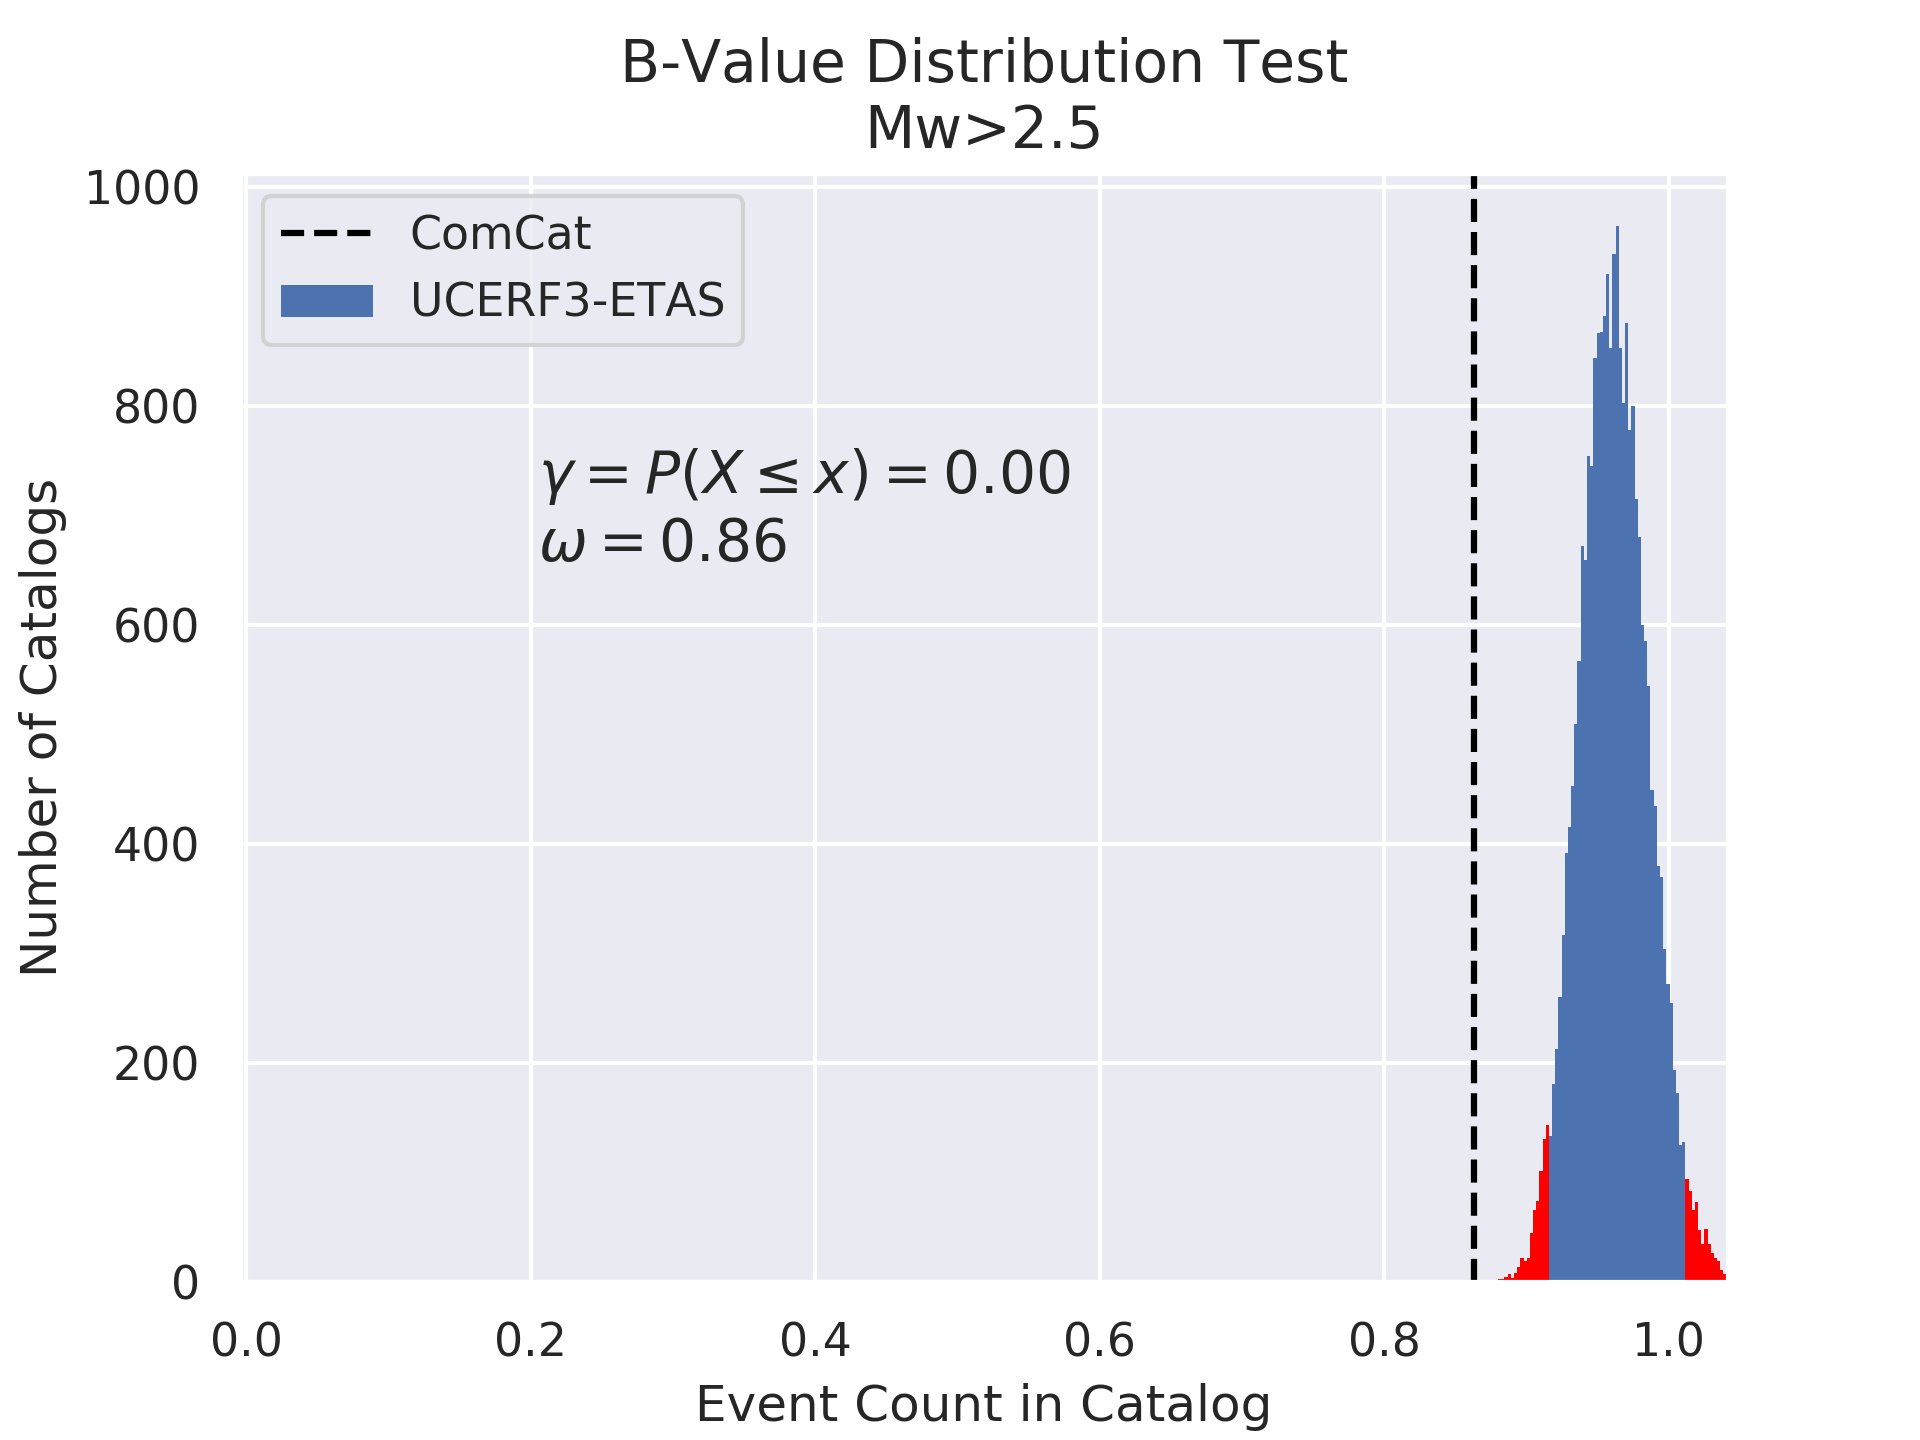 B-Value Distribution Test
Mw>2.5
1000
800
600
400
200
0
Number of Catalogs
ComCat
UCERF3-ETAS
γ = P(X ≤ x) = 0.00
ω = 0.86
0.0 0.2 0.4 0.6 0.8 1.0
Event Count in Catalog